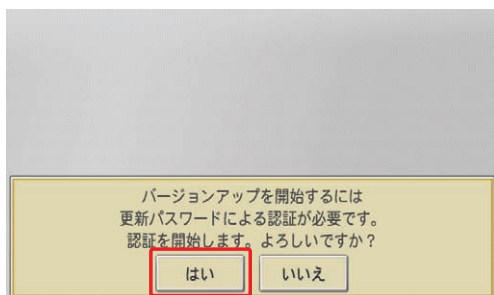 バージョンアップを開始するには
更新パスワードによる認証が必要です。
認証を開始します。よろしいですか？
はい いいえ